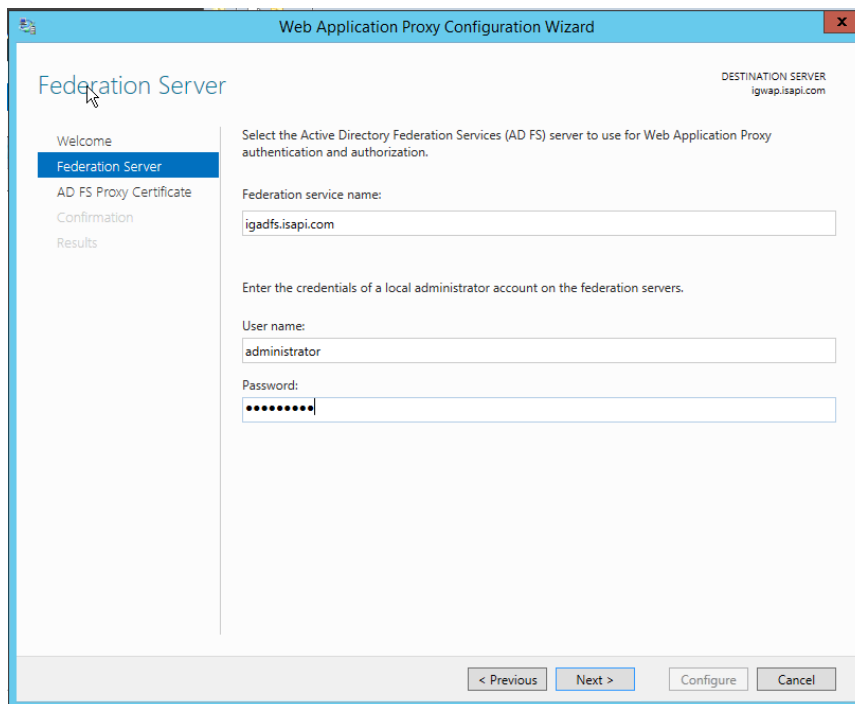 Web Application Proxy Configuration Wizard
x
Federation Server
DESTINATION SERVER
igwap.isapi.com
Welcome
Federation Server
AD FS Proxy Certificate
Confirmation
Results
Select the Active Directory Federation Services (AD FS) server to use for Web Application Proxy
authentication and authorization.
Federation service name:
igadfs.isapi.com
Enter the credentials of a local administrator account on the federation servers.
User name:
administrator
Password:
•••••••••
< Previous
Next >
Configure
Cancel